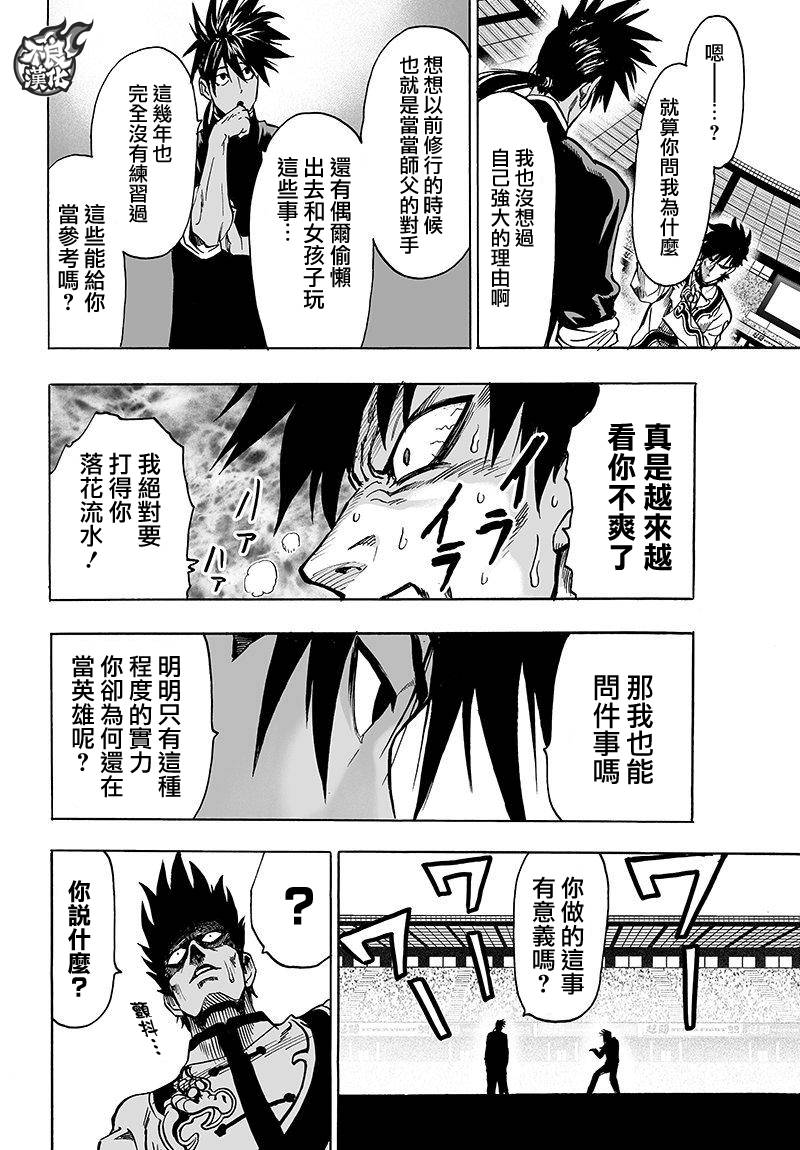 狼漢化
嗯——…?
就算你問我為什麼
我也沒想過
自己強大的理由啊
想想以前修行的時候
也就是當當師父的對手
還有偶爾偷懶
出去和女孩子玩
這些事…
這幾年也
完全沒有練習過
這些能給你
當參考嗎?
真是越來越
看你不爽了
イラ
イラ
ハァ
ハァ
我絕對要
打得你
落花流水!
那我也能
問件事嗎
明明只有這種
程度的實力
你卻為何還在
當英雄呢?
ワァ
ワァ
你做的這事
有意義嗎?
?
你說什麼?
顫抖…